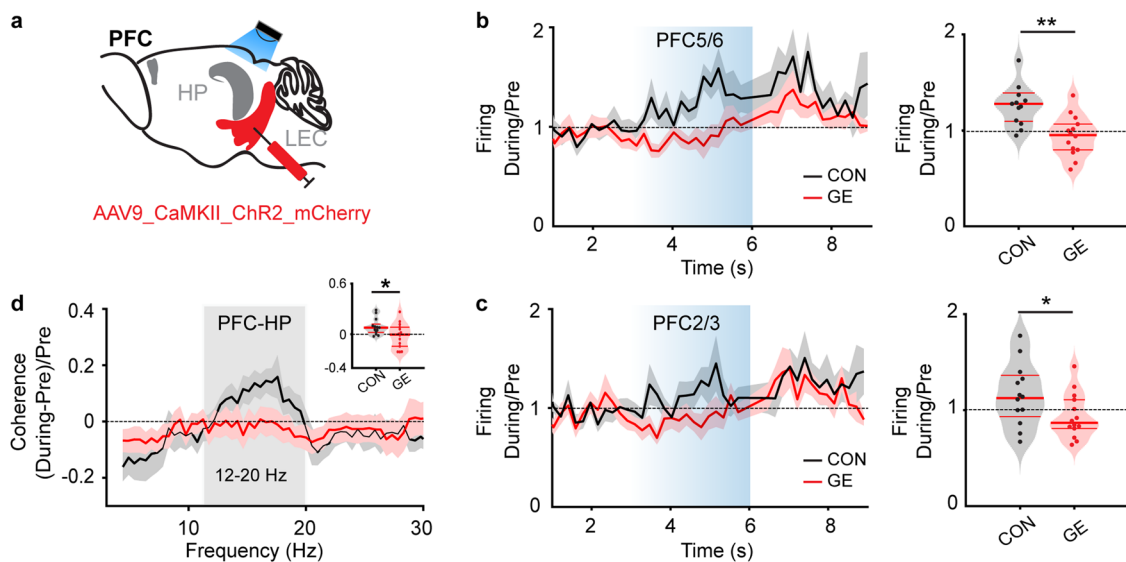 a
PFC
HP
LEC
AAV9_CaMKII_ChR2_mCherry
b
Firing
During/Pre
2
1
0
PFC5/6
CON
GE
2 4 6 8
Time (s)
**
Firing
During/Pre
2
1
0
CON GE
d
Coherence
(During-Pre)/Pre
0.4
0.2
0
-0.2
PFC-HP
12-20 Hz
10 20 30
Frequency (Hz)
*
0.6
0
-0.4
CON GE
c
Firing
During/Pre
2
1
0
PFC2/3
CON
GE
2 4 6 8
Time (s)
*
Firing
During/Pre
2
1
0
CON GE